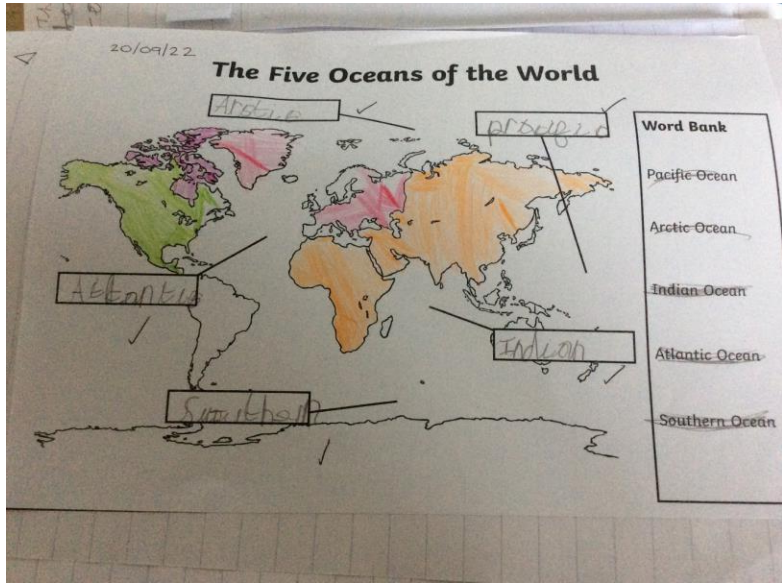 20/09/22
The Five Oceans of the World
Arctic
Word Bank
Pacific Ocean
Arctic Ocean
Indian Ocean
Atlantic Ocean
Southern Ocean
Atlantic
Indian